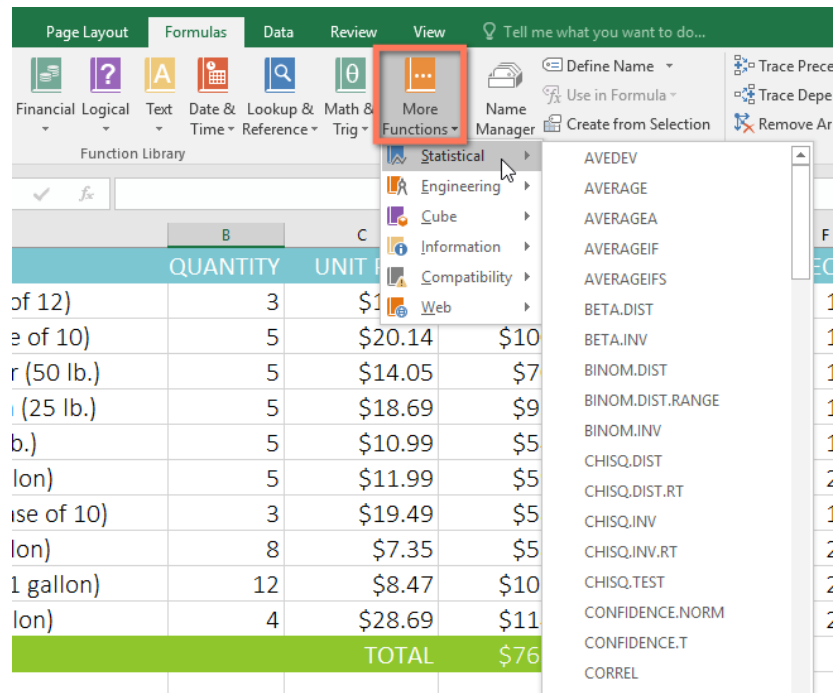 Page Layout Formulas Data Review View Tell me what you want to do...
Financial Logical Text Date & Time Lookup & Reference Math & Trig More Functions Name Manager
Define Name
Use in Formula
Create from Selection
Trace Prece
Trace Depe
Remove Ar
Function Library
fx
Statistical
Engineering
Cube
Information
Compatibility
Web
AVEDEV
AVERAGE
AVERAGEA
AVERAGEIF
AVERAGEIFS
BETA.DIST
BETA.INV
BINOM.DIST
BINOM.DIST.RANGE
BINOM.INV
CHISQ.DIST
CHISQ.DIST.RT
CHISQ.INV
CHISQ.INV.RT
CHISQ.TEST
CONFIDENCE.NORM
CONFIDENCE.T
CORREL
B C F
QUANTITY UNIT
of 12) 3 $1
e of 10) 5 $20.14 $10
r (50 lb.) 5 $14.05 $7
(25 lb.) 5 $18.69 $9
b.) 5 $10.99 $5
lon) 5 $11.99 $5
ase of 10) 3 $19.49 $5
lon) 8 $7.35 $5
1 gallon) 12 $8.47 $10
lon) 4 $28.69 $11
TOTAL $76